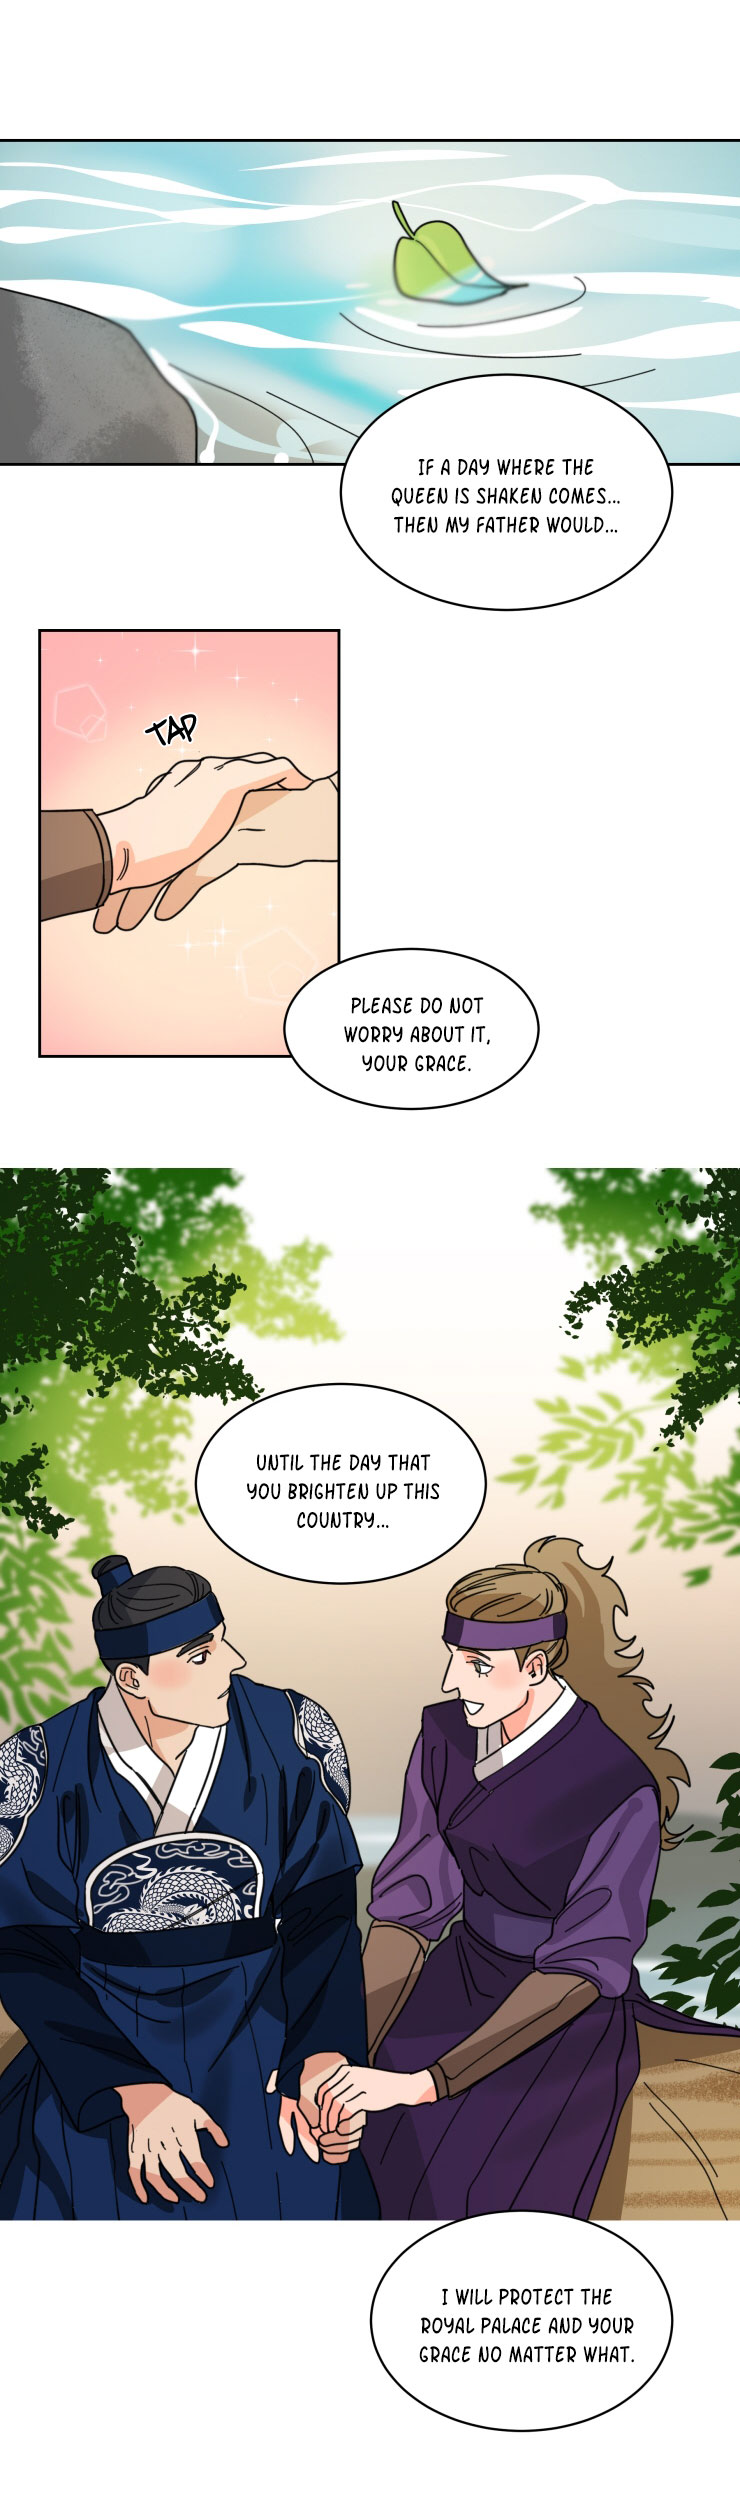 IF A DAY WHERE THE
QUEEN IS SHAKEN COMES...
THEN MY FATHER WOULD...
TAP
PLEASE DO NOT
WORRY ABOUT IT,
YOUR GRACE.
UNTIL THE DAY THAT
YOU BRIGHTEN UP THIS
COUNTRY...
I WILL PROTECT THE
ROYAL PALACE AND YOUR
GRACE NO MATTER WHAT.